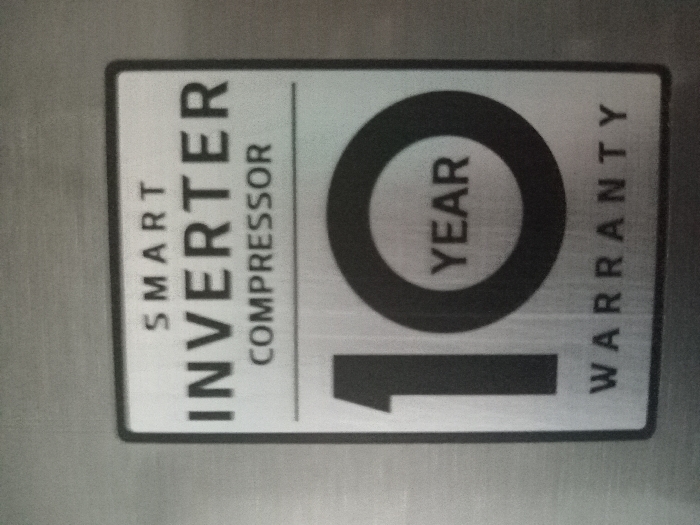 SMART
INVERTER
COMPRESSOR
10
YEAR
WARRANTY